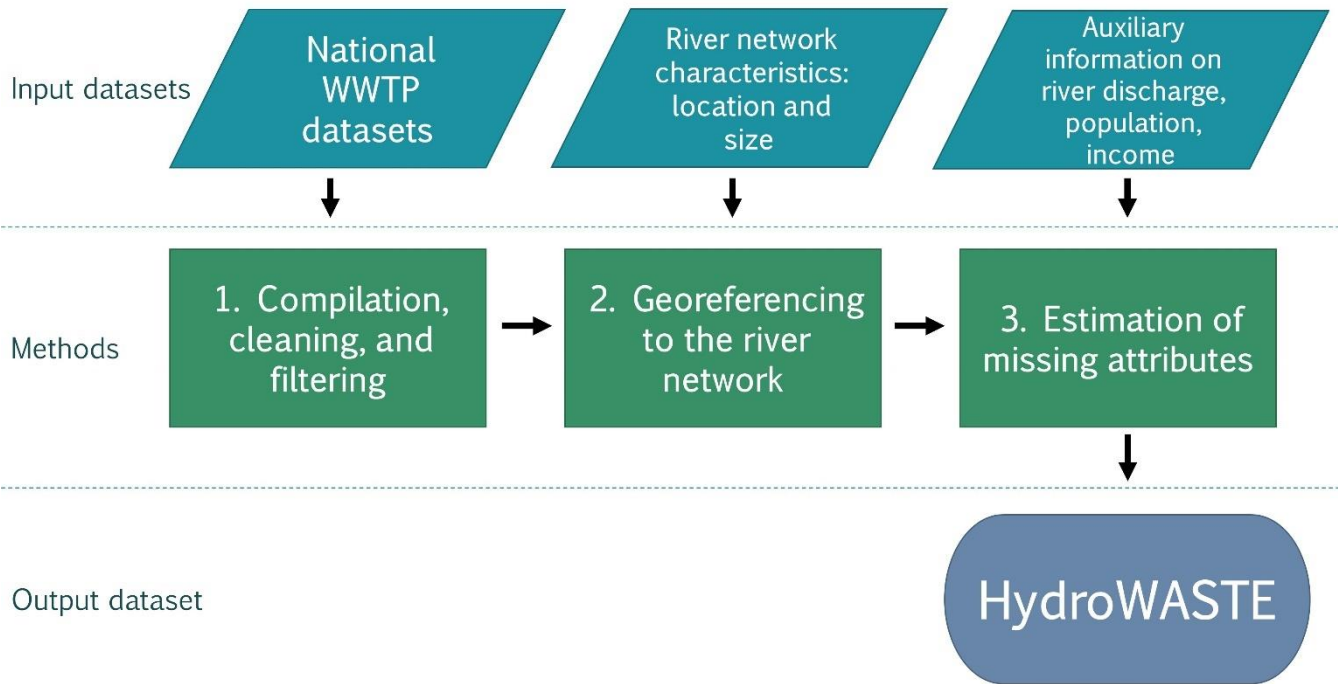 Input datasets
National
WWTP
datasets
River network
characteristics:
location and
size
Auxiliary
information on
river discharge,
population,
income
Methods
1. Compilation,
cleaning, and
filtering
2. Georeferencing
to the river
network
3. Estimation of
missing attributes
Output dataset
HydroWASTE